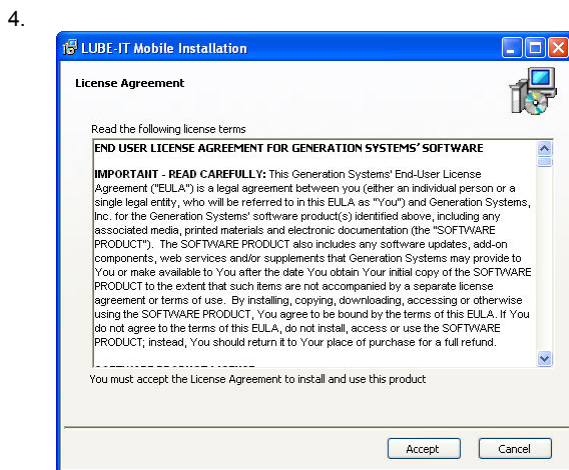 4.
LUBE-IT Mobile Installation
License Agreement
Read the following license terms
END USER LICENSE AGREEMENT FOR GENERATION SYSTEMS' SOFTWARE
IMPORTANT - READ CAREFULLY: This Generation Systems' End-User License
Agreement ("EULA") is a legal agreement between you (either an individual person or a
single legal entity, who will be referred to in this EULA as "You") and Generation Systems,
Inc. for the Generation Systems' software product(s) identified above, including any
associated media, printed materials and electronic documentation (the "SOFTWARE
PRODUCT"). The SOFTWARE PRODUCT also includes any software updates, add-on
components, web services and/or supplements that Generation Systems may provide to
You or make available to You after the date You obtain Your initial copy of the SOFTWARE
PRODUCT to the extent that such items are not accompanied by a separate license
agreement or terms of use. By installing, copying, downloading, accessing or otherwise
using the SOFTWARE PRODUCT, You agree to be bound by the terms of this EULA. If You
do not agree to the terms of this EULA, do not install, access or use the SOFTWARE
PRODUCT; instead, You should return it to Your place of purchase for a full refund.
You must accept the License Agreement to install and use this product
Accept Cancel